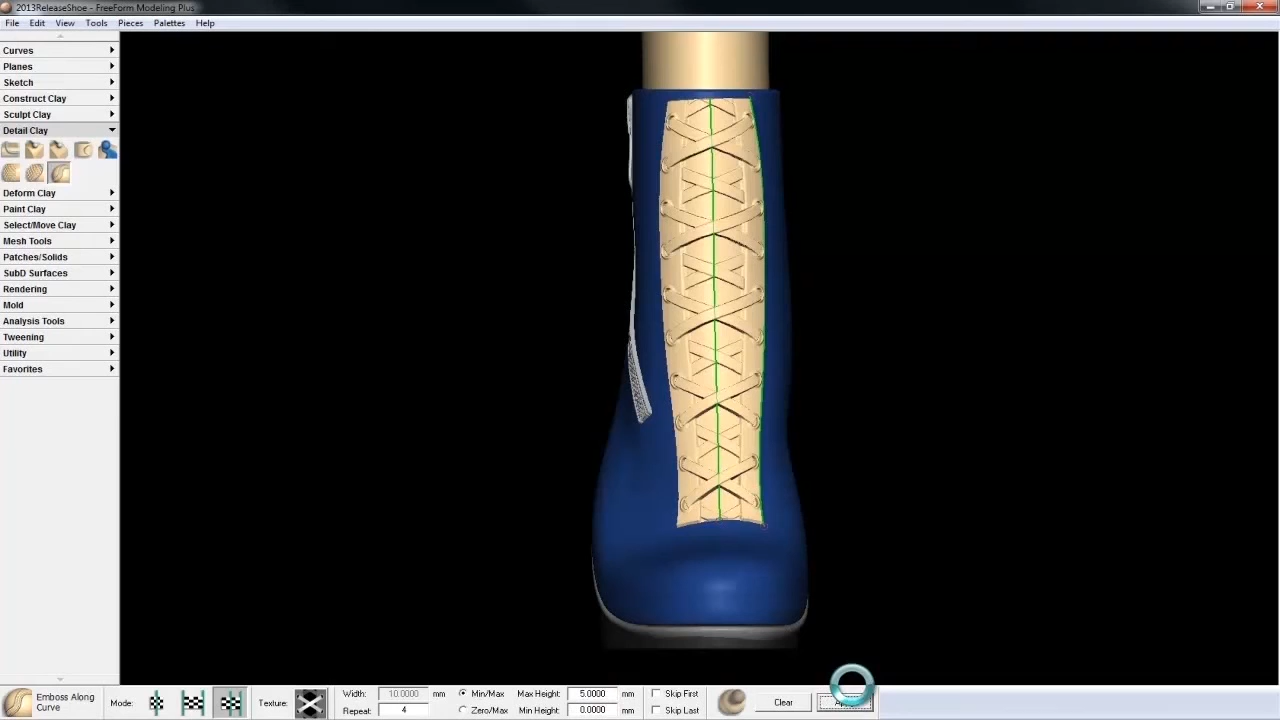 2013ReleaseShoe - FreeForm Modeling Plus
File Edit View Tools Pieces Palettes Help
Curves
Planes
Sketch
Construct Clay
Sculpt Clay
Detail Clay
Deform Clay
Paint Clay
Select/Move Clay
Mesh Tools
Patches/Solids
SubD Surfaces
Rendering
Mold
Analysis Tools
Tweening
Utility
Favorites
Emboss Along
Curve
Mode:
Texture:
Width: 10.0000 mm
Repeat: 4
Min/Max
Zero/Max
Max Height: 5.0000 mm
Min Height: 0.0000 mm
Skip First
Skip Last
Clear